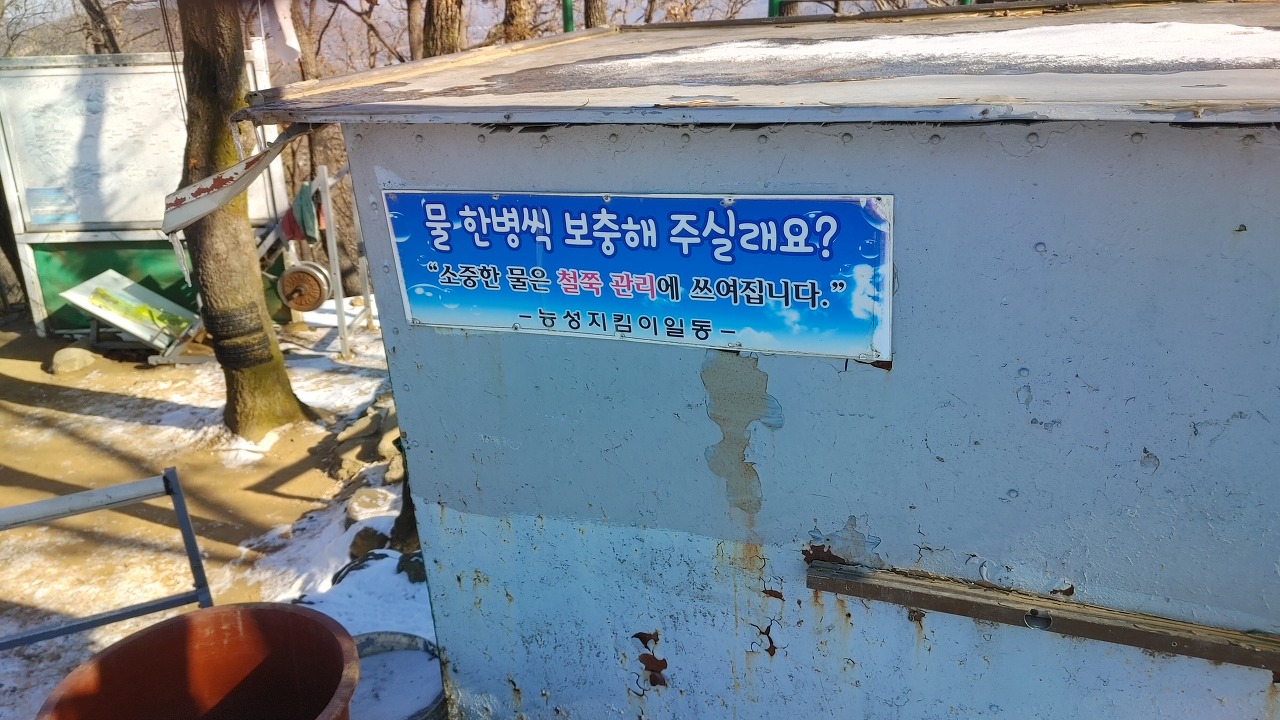 물 한병씩 보충해 주실래요?
“소중한 물은 철쭉 관리에 쓰여집니다.”
-능성지킴이일동-